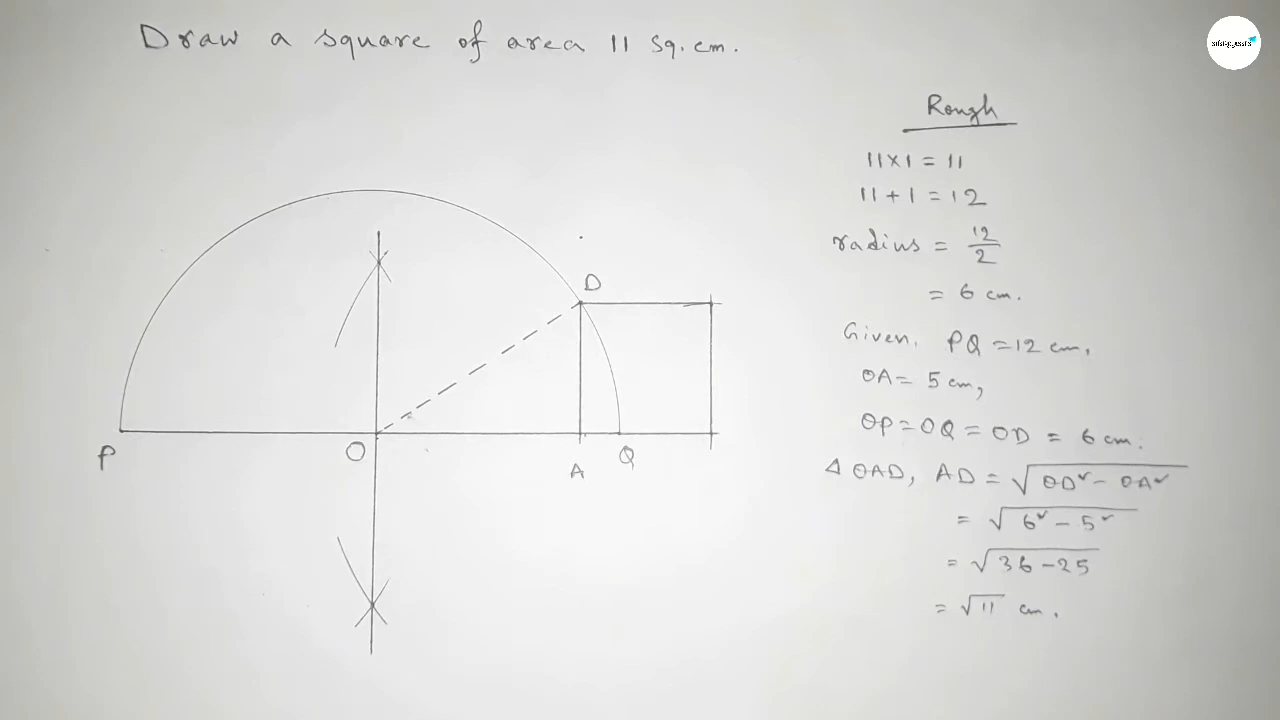 Draw a square of area 11 sq. cm.
Rough
11×1 = 11
11 + 1 = 12
radius = 12/2
= 6 cm.
Given, PQ = 12 cm,
OA = 5 cm,
OP = OQ = OD = 6 cm.
Δ OAD, AD = √(OD² - OA²)
= √(6² - 5²)
= √(36 - 25)
= √11 cm.
D
P
O
A
Q